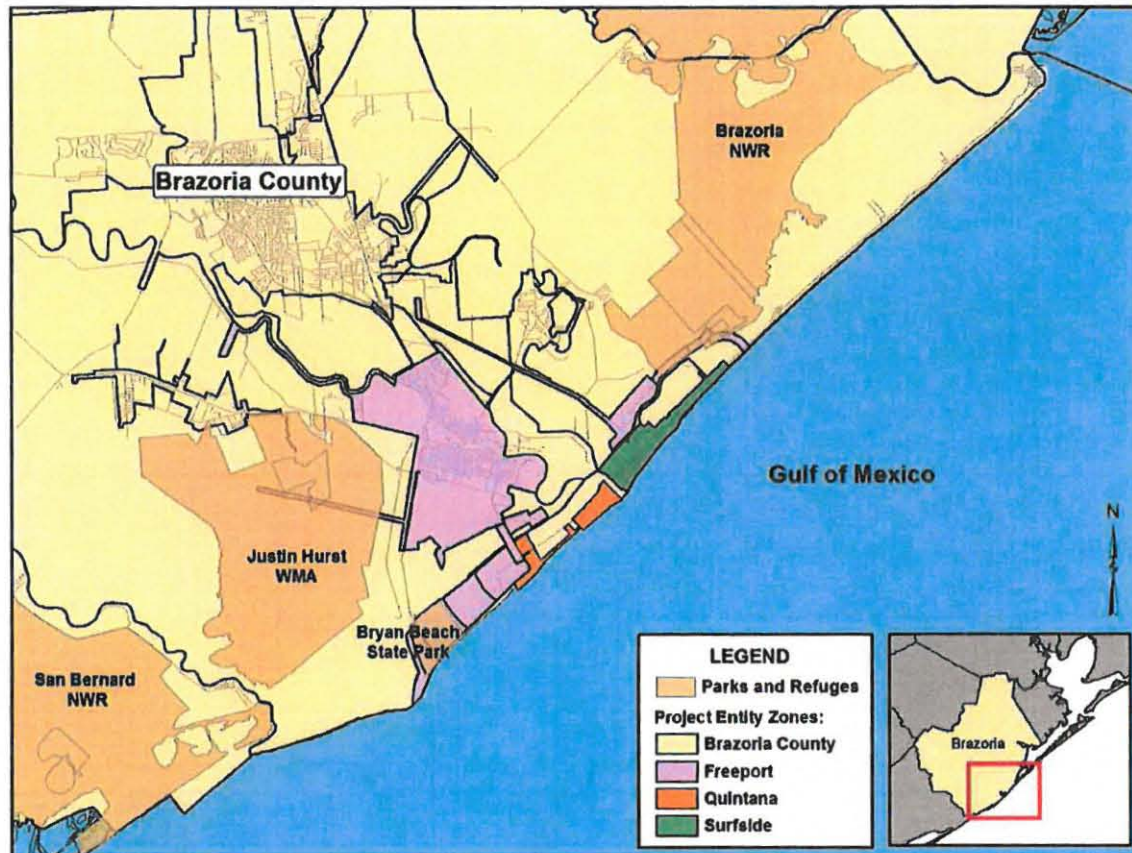 Brazoria
NWR
Brazoria County
Gulf of Mexico
N
Justin Hurst
WMA
Bryan Beach
State Park
San Bernard
NWR
LEGEND
Parks and Refuges
Project Entity Zones:
Brazoria County
Freeport
Quintana
Surfside
Brazoria